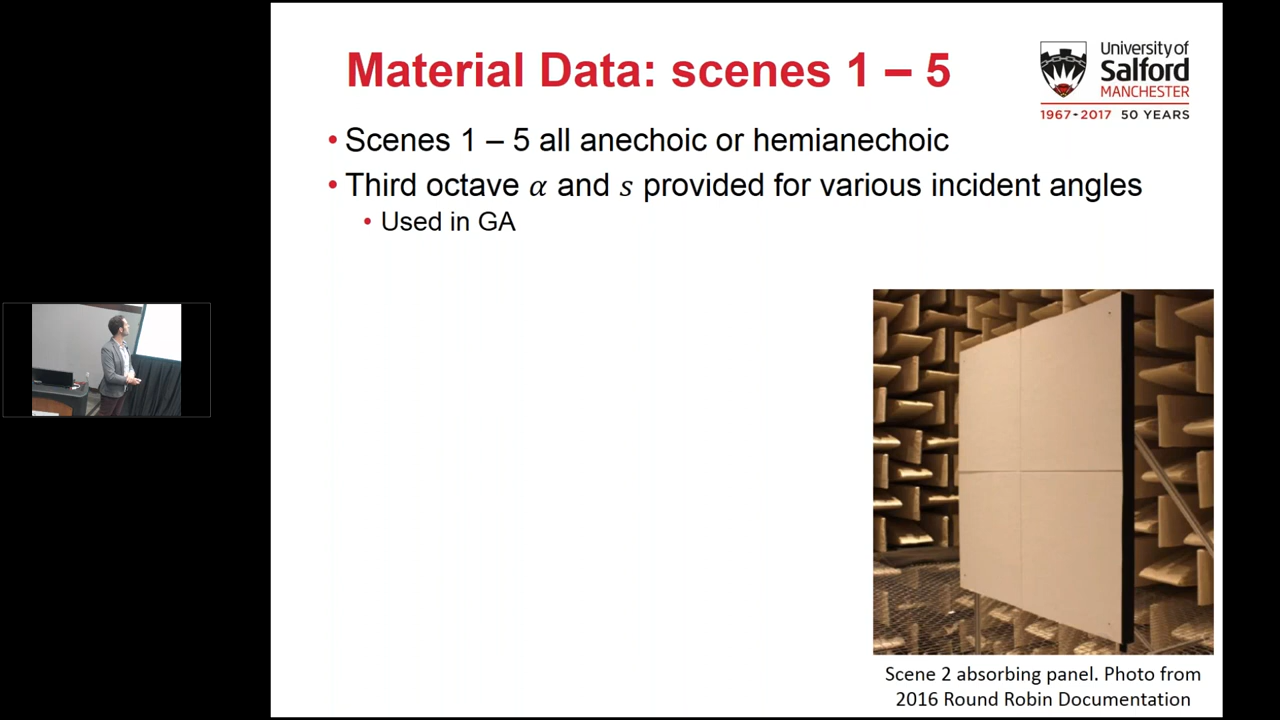 Material Data: scenes 1 – 5
University of
Salford
MANCHESTER
1967-2017 50 YEARS
• Scenes 1 – 5 all anechoic or hemianechoic
• Third octave α and s provided for various incident angles
• Used in GA
Scene 2 absorbing panel. Photo from
2016 Round Robin Documentation